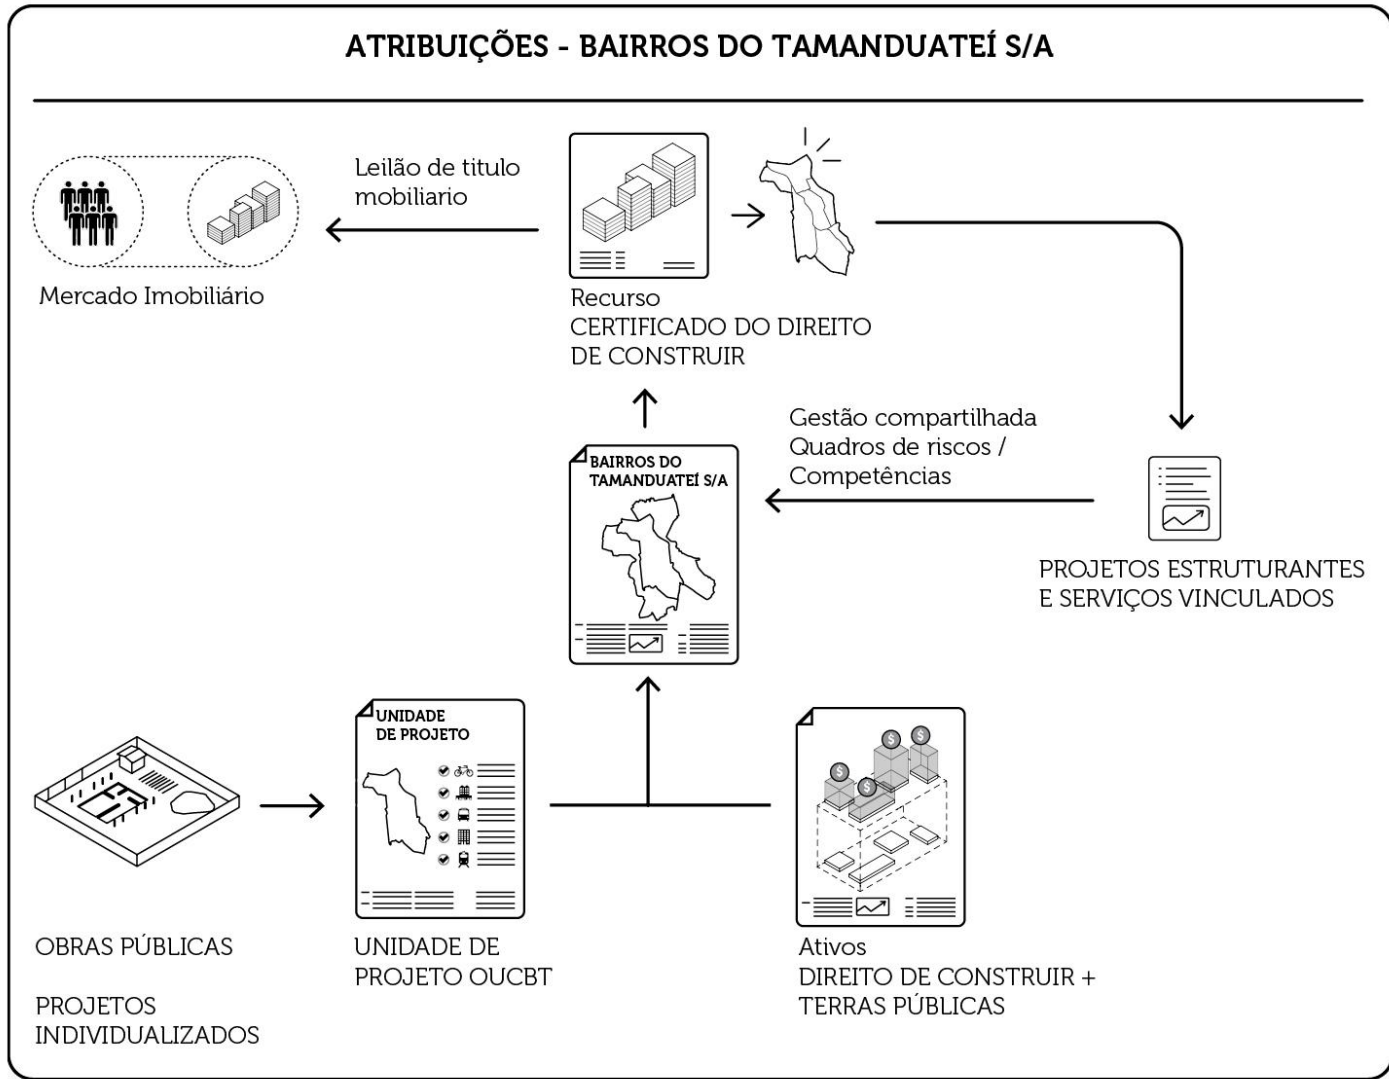 ATRIBUIÇÕES - BAIRROS DO TAMANDUATEÍ S/A
Leilão de titulo
mobiliario
Mercado Imobiliário
Recurso
CERTIFICADO DO DIREITO
DE CONSTRUIR
Gestão compartilhada
Quadros de riscos /
Competências
BAIRROS DO
TAMANDUATEÍ S/A
PROJETOS ESTRUTURANTES
E SERVIÇOS VINCULADOS
UNIDADE
DE PROJETO
$
$
$
$
OBRAS PÚBLICAS
PROJETOS
INDIVIDUALIZADOS
UNIDADE DE
PROJETO OUCBT
Ativos
DIREITO DE CONSTRUIR +
TERRAS PÚBLICAS